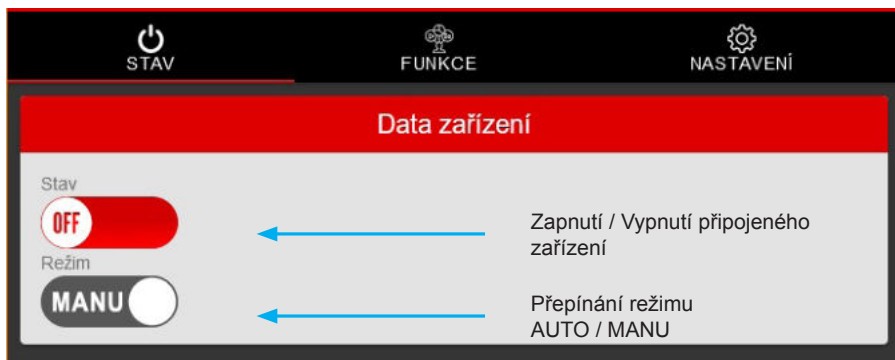 STAV
FUNKCE
NASTAVENÍ
Data zařízení
Stav
OFF
Zapnutí / Vypnutí připojeného
zařízení
Režim
MANU
Přepínání režimu
AUTO / MANU